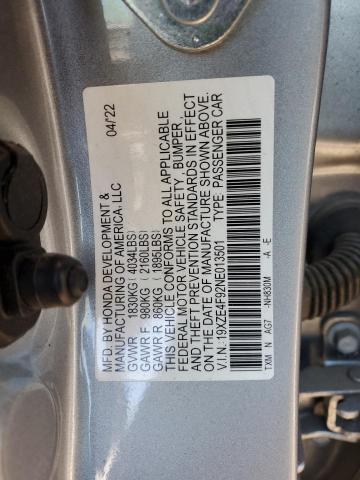 MFD. BY HONDA DEVELOPMENT & 04/22
MANUFACTURING OF AMERICA, LLC
GVWR 1830KG( 4034LBS)
GAWR F 980KG ( 2160LBS)
GAWR R 860KG ( 1895LBS)
THIS VEHICLE CONFORMS TO ALL APPLICABLE
FEDERAL MOTOR VEHICLE SAFETY, BUMPER,
AND THEFT PREVENTION STANDARDS IN EFFECT
ON THE DATE OF MANUFACTURE SHOWN ABOVE.
V.I.N.:19XZE4F92NE013501 TYPE PASSENGER CAR
TXM N AG7 -NH830M -A -E